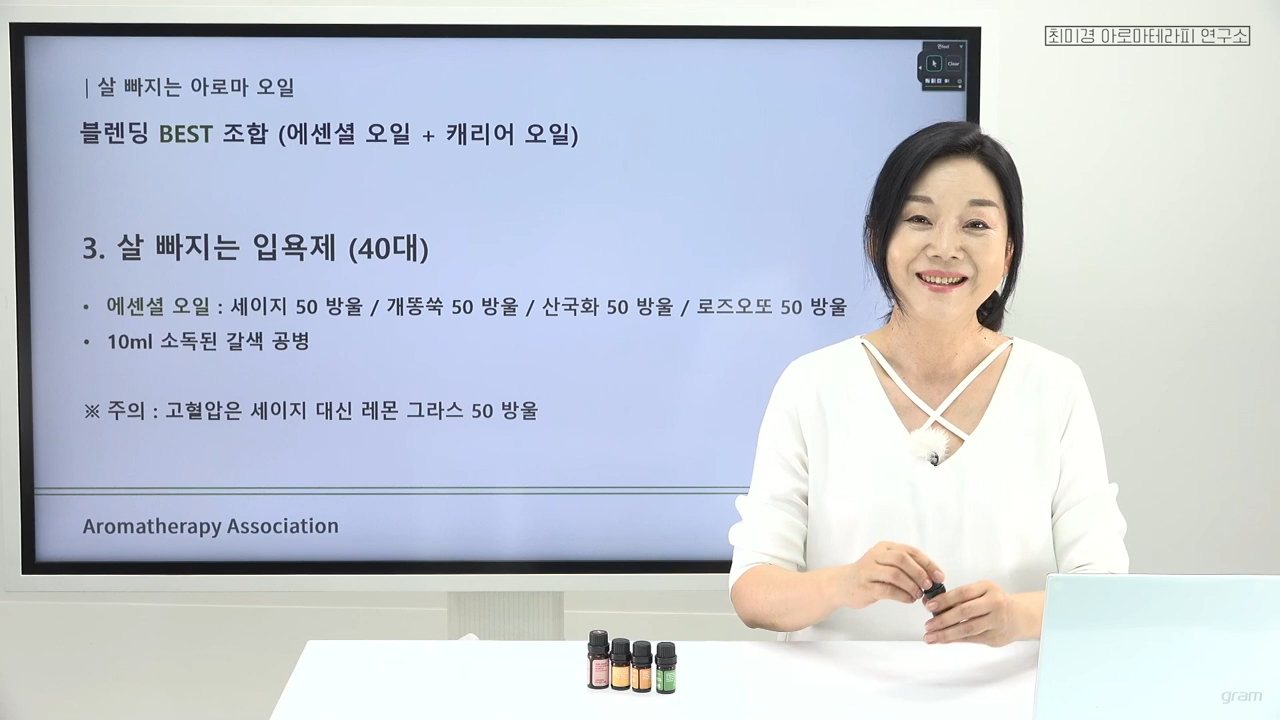 최미경 아로마테라피 연구소
| 살 빠지는 아로마 오일
블렌딩 BEST 조합 (에센셜 오일 + 캐리어 오일)
3. 살 빠지는 입욕제 (40대)
• 에센셜 오일 : 세이지 50 방울 / 개똥쑥 50 방울 / 산국화 50 방울 / 로즈오또 50 방울
• 10ml 소독된 갈색 공병
※ 주의 : 고혈압은 세이지 대신 레몬 그라스 50 방울
Aromatherapy Association
Clear
gram